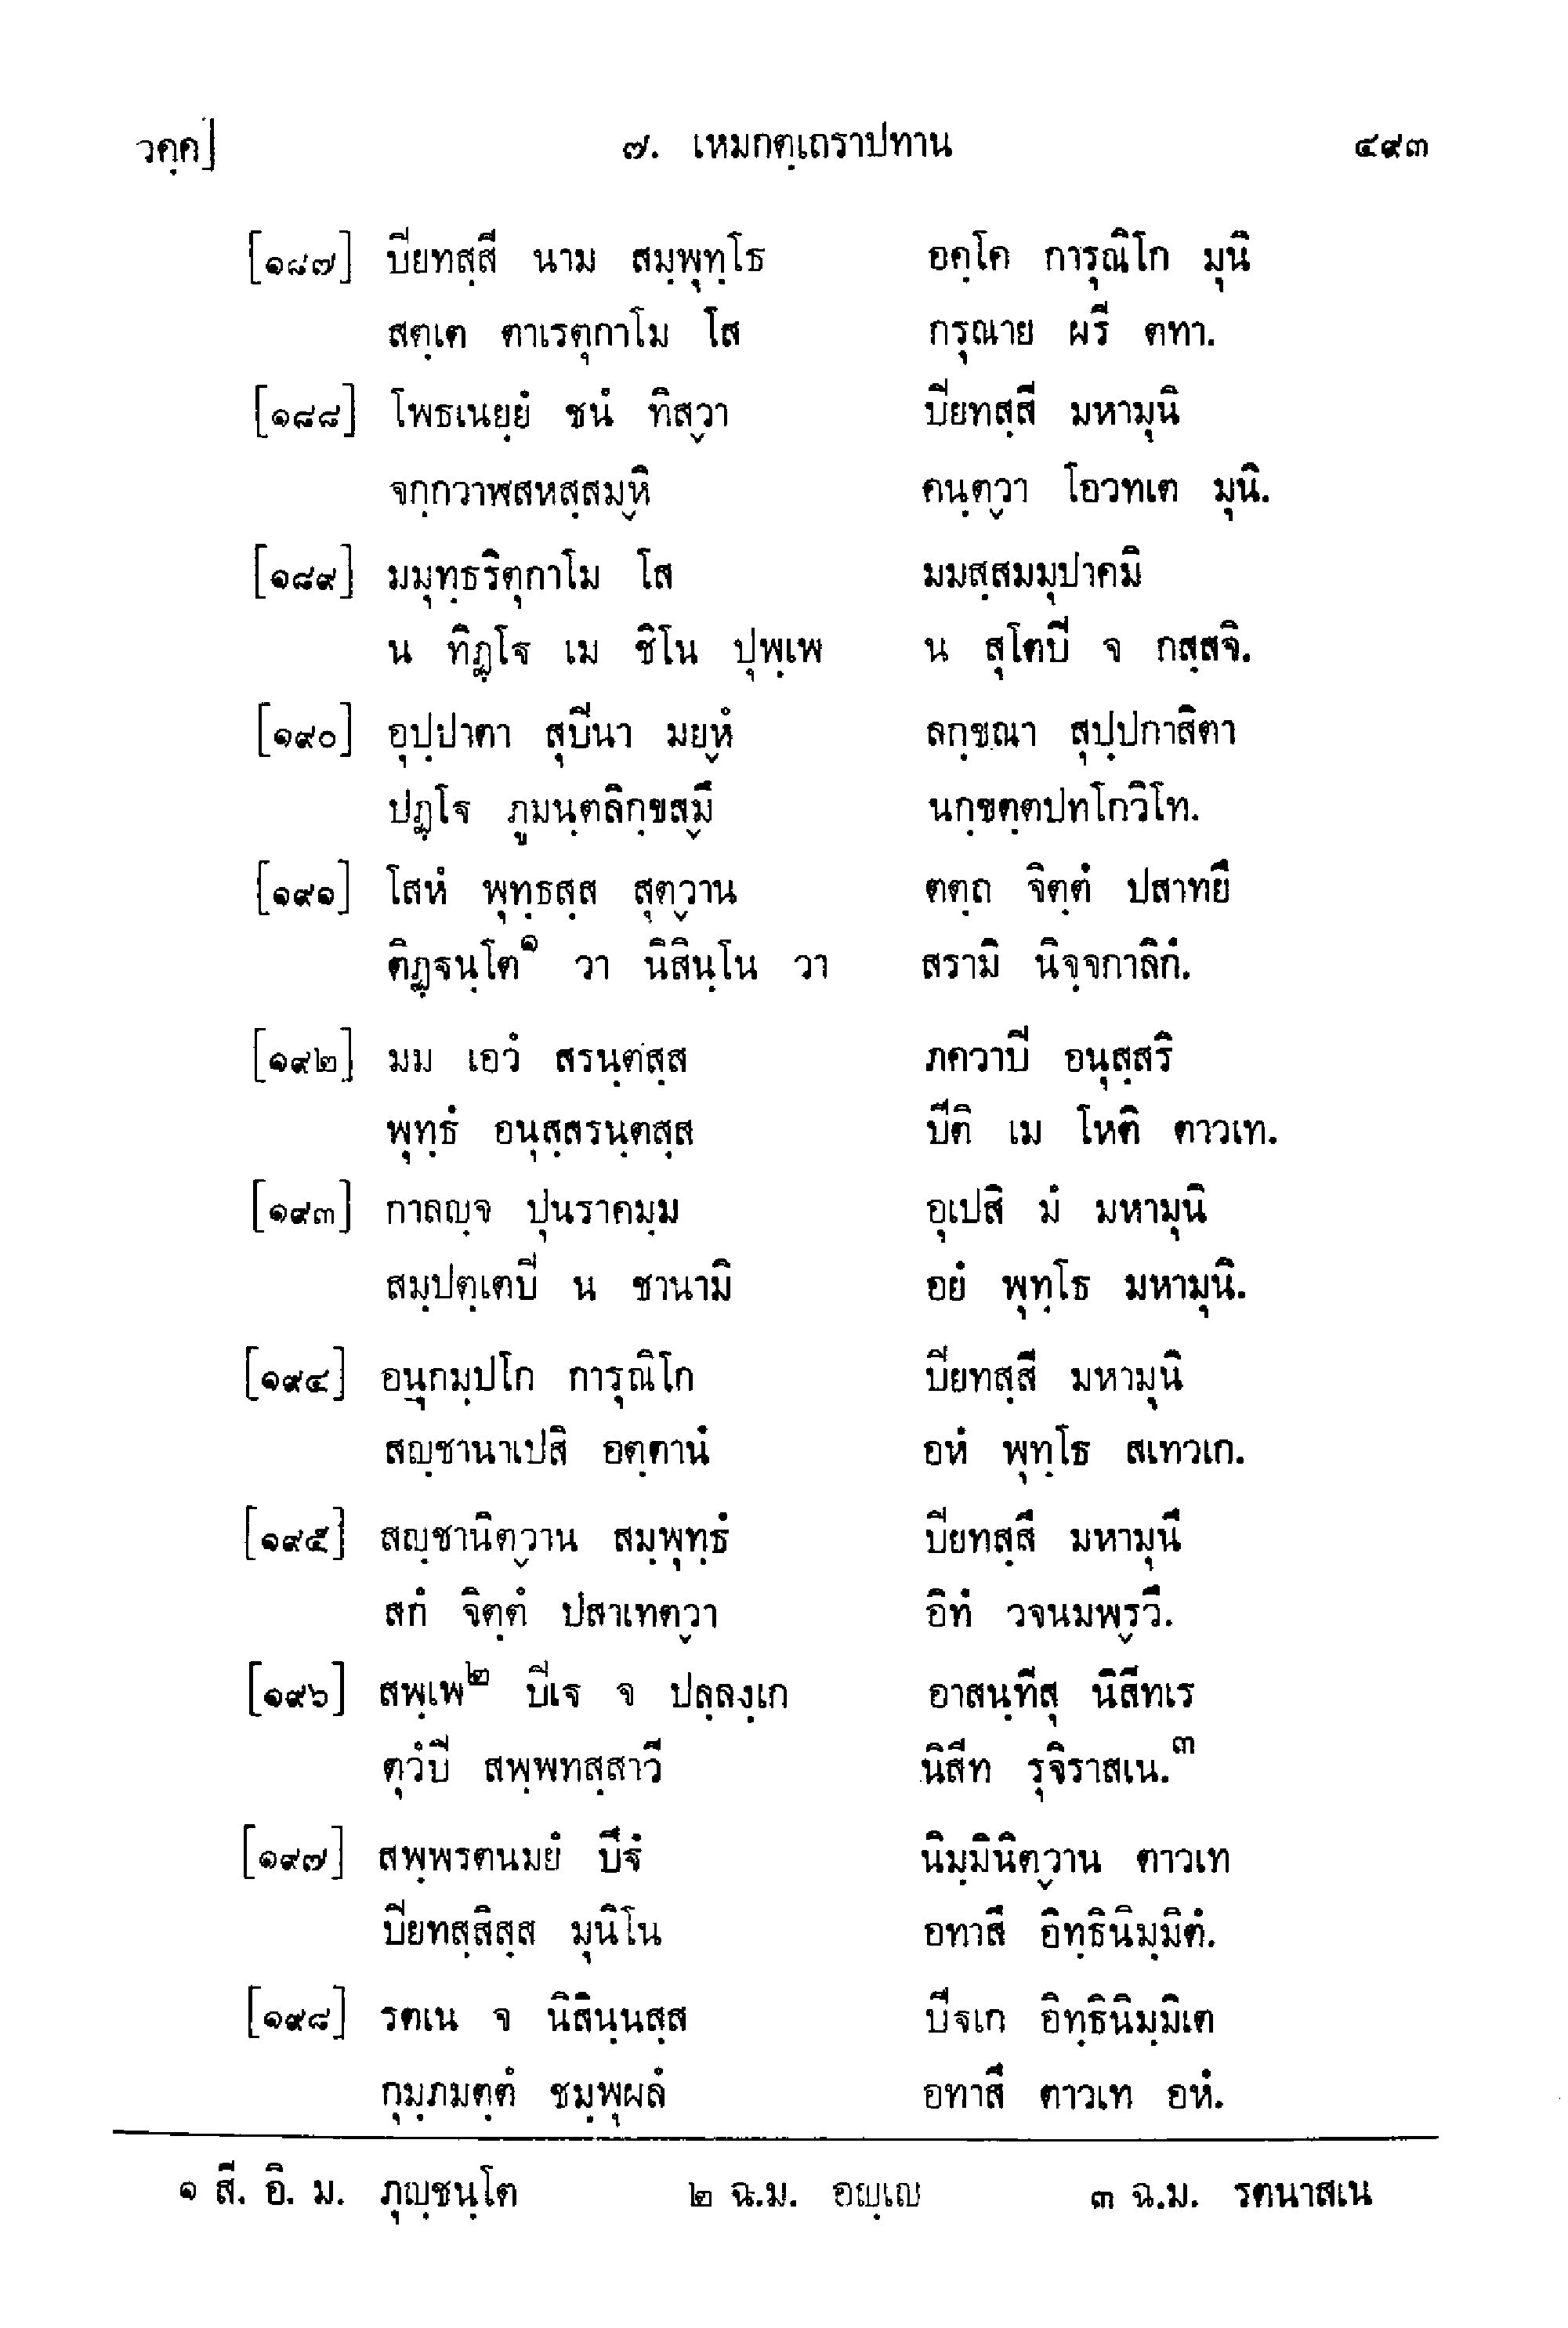 วคฺค] ๗. เหมกตฺเถราปทาน ๔๙๓
[๑๘๗] ปิยทสฺสี นาม สมฺพุทฺโธ อคฺโค การุณิโก มุนิ
สตฺเต ตาเรตุกาโม โส กรุณาย ผรี ตทา.
[๑๘๘] โพธเนยฺยํ ชนํ ทิสฺวา ปิยทสฺสี มหามุนิ
จกฺกวาฬสหสฺสมฺหิ คนฺตฺวา โอวทเต มุนิ.
[๑๘๙] มมุทฺธริตุกาโม โส มมสฺสมมุปาคมิ
น ทิฏฺโฐ เม ชิโน ปุพฺเพ น สุโตปิ จ กสฺสจิ.
[๑๙๐] อุปฺปาตา สุปินา มยฺหํ ลกฺขณา สุปฺปกาสิตา
ปฏฺโฐ ภูมนฺตลิกฺขสฺมึ นกฺขตฺตปทโกวิโท.
[๑๙๑] โสหํ พุทฺธสฺส สุตฺวาน ตตฺถ จิตฺตํ ปสาทยึ
ติฏฺฐนฺโต๑ วา นิสินฺโน วา สรามิ นิจฺจกาลิกํ.
[๑๙๒] มม เอวํ สรนฺตสฺส ภควาปิ อนุสฺสริ
พุทฺธํ อนุสฺสรนฺตสฺส ปีติ เม โหติ ตาวเท.
[๑๙๓] กาลญฺจ ปุนราคมฺม อุเปสิ มํ มหามุนิ
สมฺปตฺเตปิ น ชานามิ อยํ พุทฺโธ มหามุนิ.
[๑๙๔] อนุกมฺปโก การุณิโก ปิยทสฺสี มหามุนิ
สญฺชานาเปสิ อตฺตานํ อหํ พุทฺโธ สเทวเก.
[๑๙๕] สญฺชานิตฺวาน สมฺพุทฺธํ ปิยทสฺสึ มหามุนึ
สกํ จิตฺตํ ปสาเทตฺวา อิทํ วจนมพฺรวึ.
[๑๙๖] สพฺเพ๒ ปีเฐ จ ปลฺลงฺเก อาสนฺทีสุ นิสีทเร
ตุวํปิ สพฺพทสฺสาวี นิสีท รุจิราสเน.๓
[๑๙๗] สพฺพรตนมยํ ปีฐํ นิมฺมินิตฺวาน ตาวเท
ปิยทสฺสิสฺส มุนิโน อทาสึ อิทฺธินิมฺมิตํ.
[๑๙๘] รตเน จ นิสินฺนสฺส ปีฐเก อิทฺธินิมฺมิเต
กุมฺภมตฺตํ ชมฺพุผลํ อทาสึ ตาวเท อหํ.
๑ สี. อิ. ม. ภุญฺชนฺโต ๒ ฉ.ม. อญฺเญ ๓ ฉ.ม. รตนาสเน